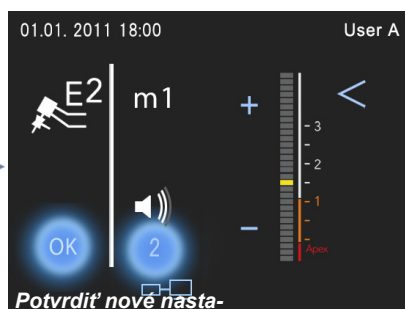 01.01. 2011 18:00 User A
E2
m1
+
<
- 3
- 2
- 1
Apex
−
OK
2
Potvrdiť nové nasta-